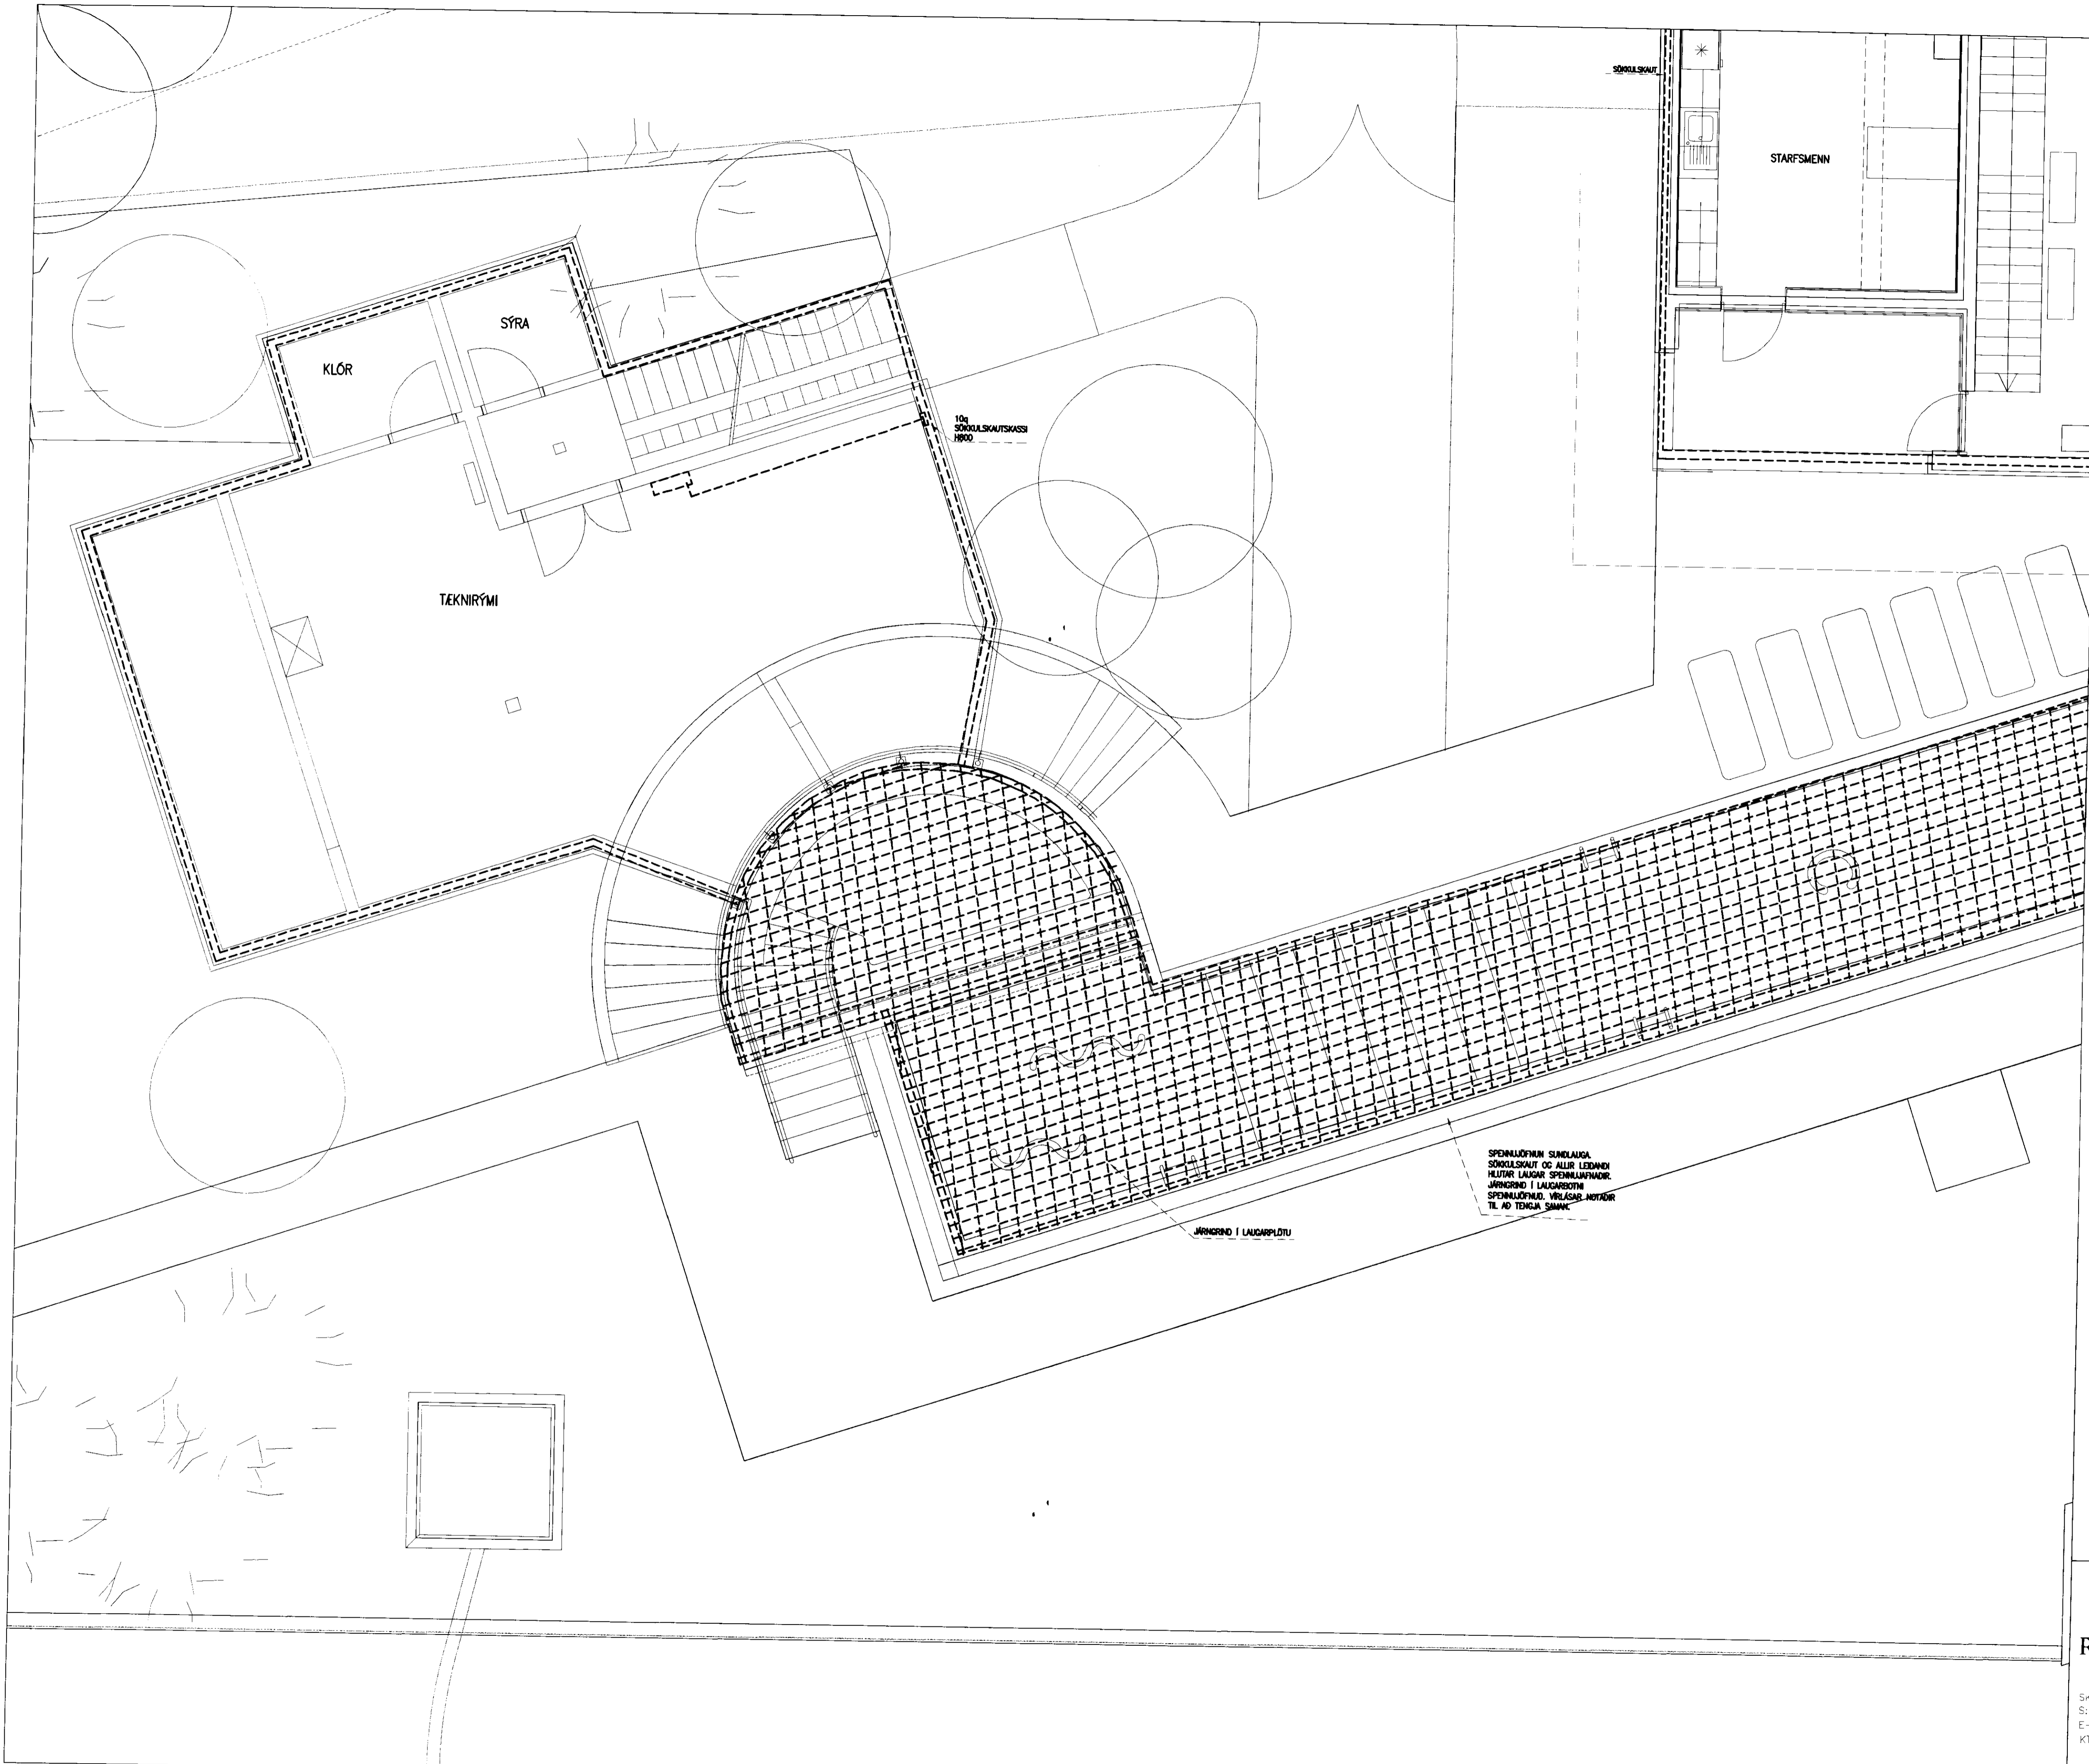 SÖKKULSKAUT
STARFSMENN
SÝRA
KLÓR
10q
SÖKKULSKAUTSKASSI
H800
TÆKNIRÝMI
SPENNUJÖFNUN SUNDLAUGA.
SÖKKULSKAUT OG ALLIR LEIÐANDI
HLUTAR LAUGAR SPENNUJAFNAÐIR.
JÁRNGRIND Í LAUGARBOTNI
SPENNUJÖFNUÐ. VÍRLÁSAR NOTAÐIR
TIL AÐ TENGJA SAMAN.
JÁRNGRIND Í LAUGARPLÖTU
S:
E-